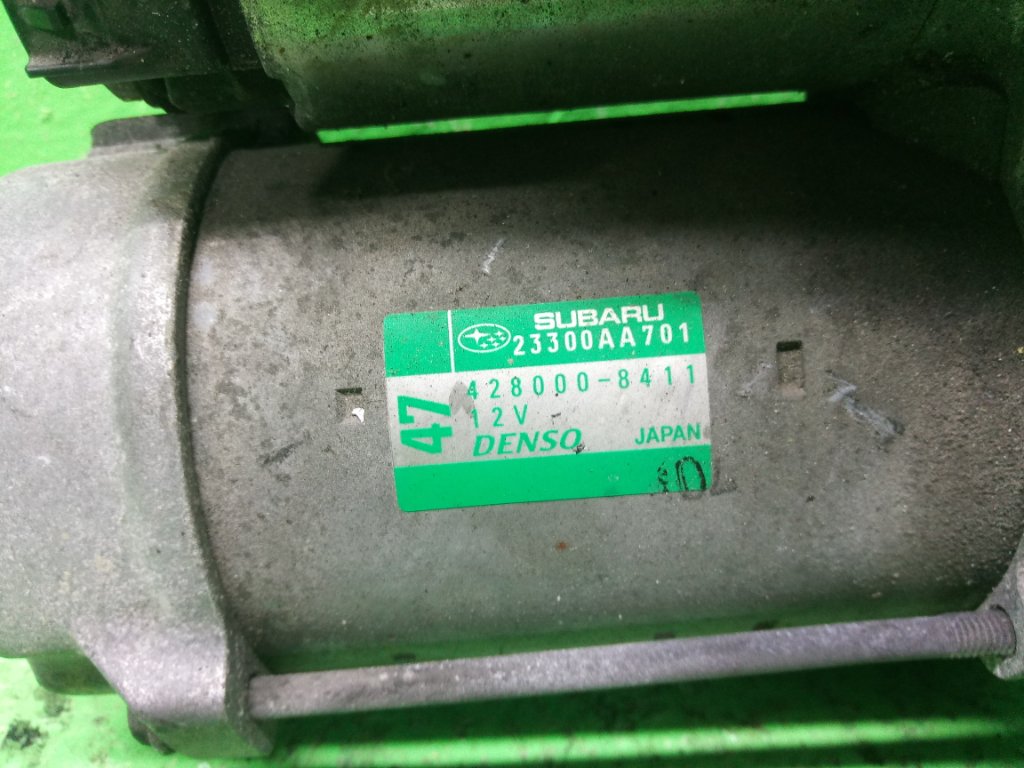 SUBARU
23300AA701
47
428000-8411
12V
DENSO JAPAN